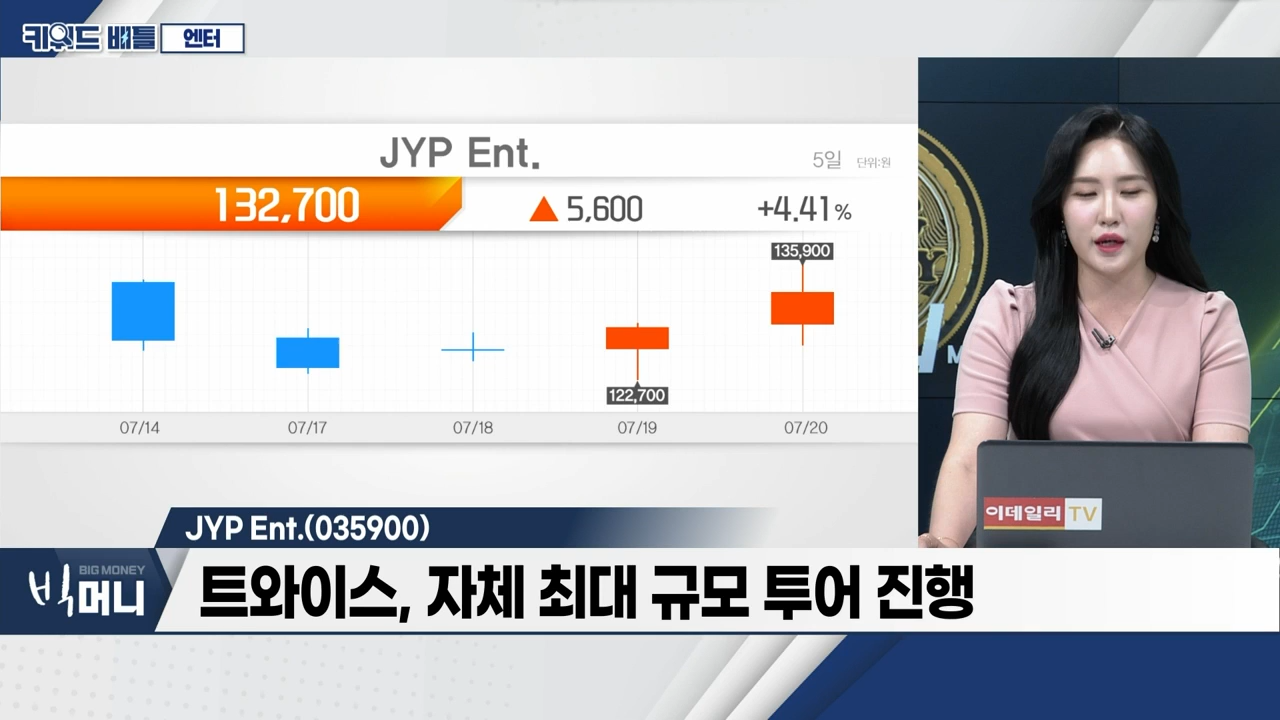 키워드 배틀 엔터
JYP Ent.
5일 단위:원
132,700 ▲ 5,600 +4.41%
135,900
122,700
07/14 07/17 07/18 07/19 07/20
M
이데일리 TV
JYP Ent.(035900)
BIG MONEY
빅머니
트와이스, 자체 최대 규모 투어 진행